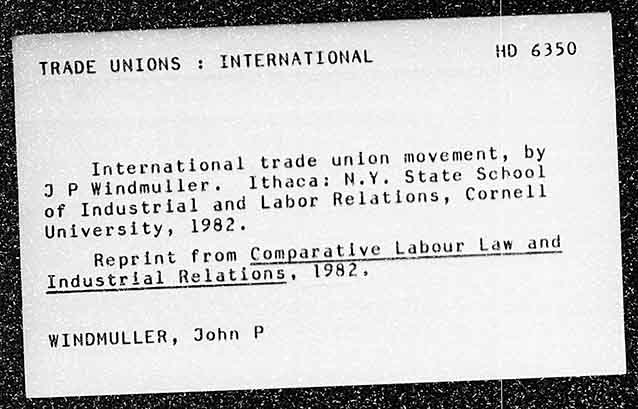 TRADE UNIONS : INTERNATIONAL HD 6350
International trade union movement, by
J P Windmuller. Ithaca: N.Y. State School
of Industrial and Labor Relations, Cornell
University, 1982.
Reprint from Comparative Labour Law and
Industrial Relations, 1982.
WINDMULLER, John P